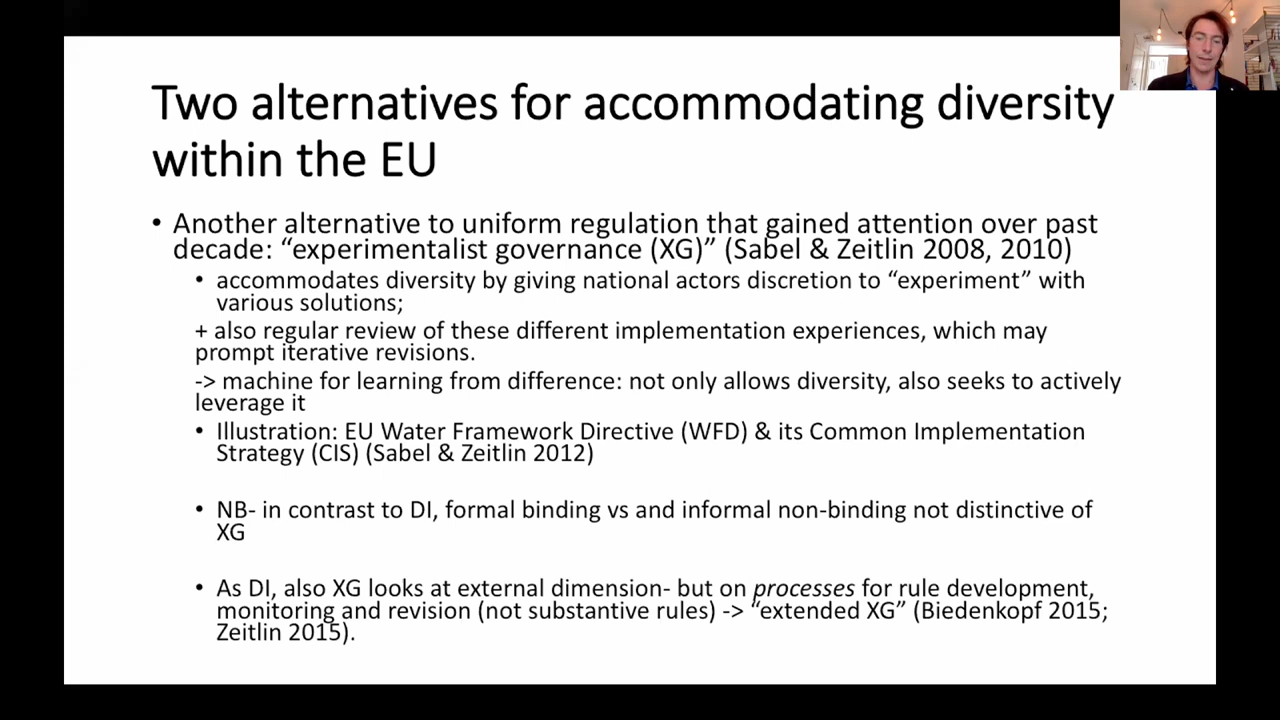 Two alternatives for accommodating diversity
within the EU
• Another alternative to uniform regulation that gained attention over past
decade: “experimentalist governance (XG)” (Sabel & Zeitlin 2008, 2010)
• accommodates diversity by giving national actors discretion to “experiment” with
various solutions;
+ also regular review of these different implementation experiences, which may
prompt iterative revisions.
-> machine for learning from difference: not only allows diversity, also seeks to actively
leverage it
• Illustration: EU Water Framework Directive (WFD) & its Common Implementation
Strategy (CIS) (Sabel & Zeitlin 2012)
• NB- in contrast to DI, formal binding vs and informal non-binding not distinctive of
XG
• As DI, also XG looks at external dimension- but on processes for rule development,
monitoring and revision (not substantive rules) -> “extended XG” (Biedenkopf 2015;
Zeitlin 2015).